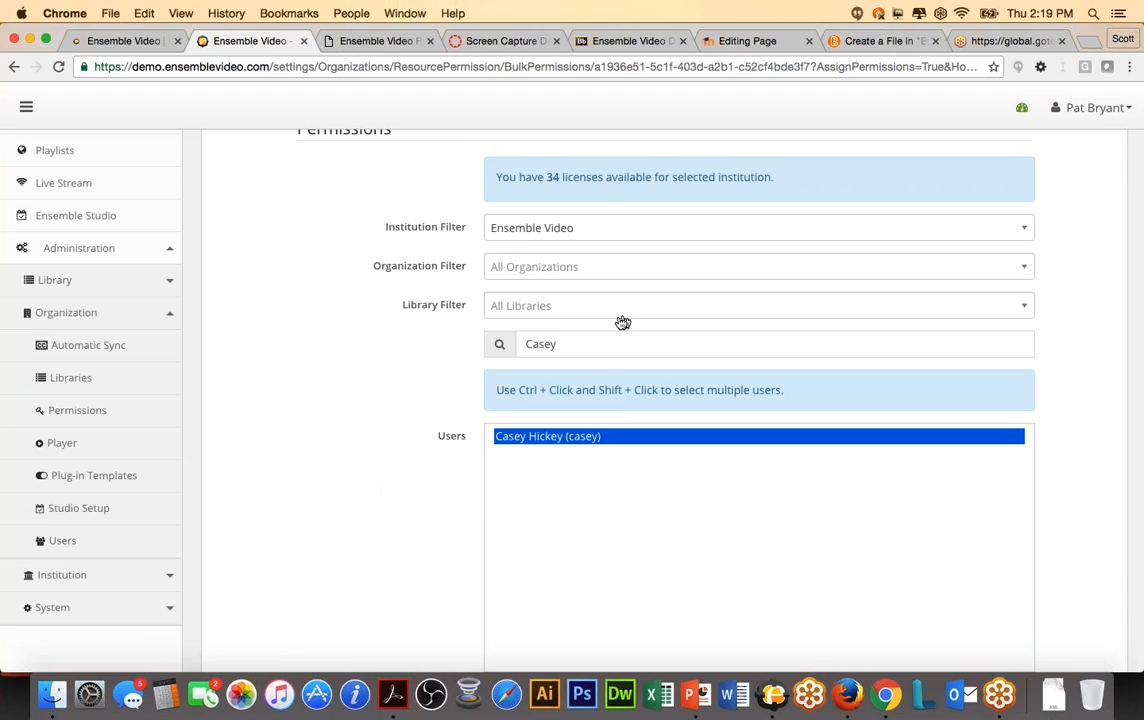 Chrome File Edit View History Bookmarks People Window Help
Thu 2:19 PM
Ensemble Video |
Ensemble Video -
Ensemble Video P
Screen Capture D
Ensemble Video D
Editing Page
Create a File in "E
https://global.goto
Scott
https://demo.ensemblevideo.com/settings/Organizations/ResourcePermission/BulkPermissions/a1936e51-5c1f-403d-a2b1-c52cf4bde3f7?AssignPermissions=True&Ho...
Pat Bryant
Permissions
Playlists
Live Stream
Ensemble Studio
Administration
Library
Organization
Automatic Sync
Libraries
Permissions
Player
Plug-in Templates
Studio Setup
Users
Institution
System
You have 34 licenses available for selected institution.
Institution Filter
Ensemble Video
Organization Filter
All Organizations
Library Filter
All Libraries
Casey
Use Ctrl + Click and Shift + Click to select multiple users.
Users
Casey Hickey (casey)
5
2
Ai
Ps
Dw